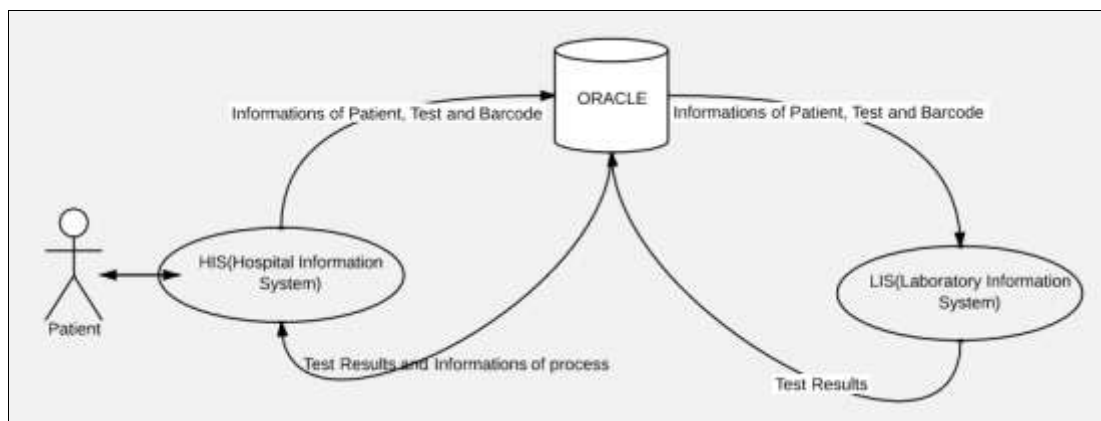 ORACLE
Informations of Patient, Test and Barcode
Informations of Patient, Test and Barcode
HIS(Hospital Information
System)
LIS(Laboratory Information
System)
Patient
Test Results and Informations of process
Test Results